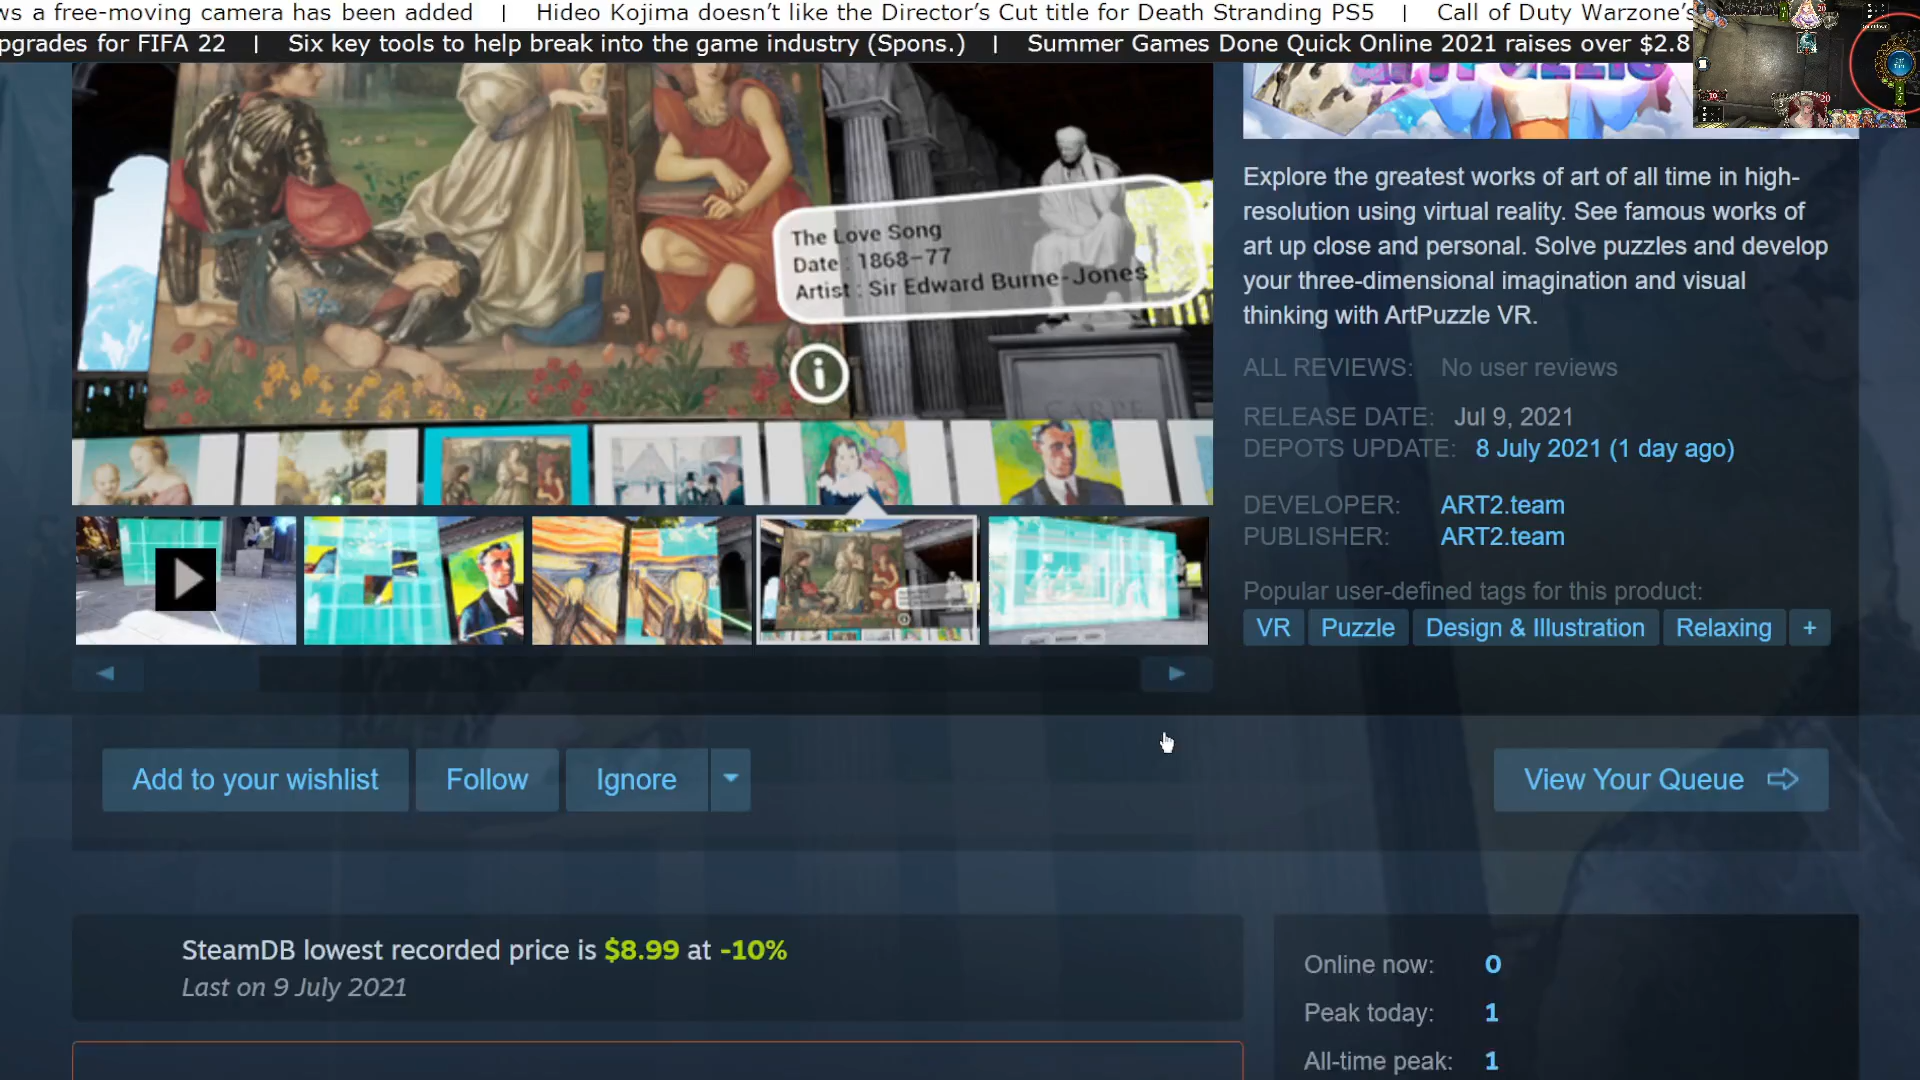 ws a free-moving camera has been added | Hideo Kojima doesn’t like the Director’s Cut title for Death Stranding PS5 | Call of Duty Warzone’s
pgrades for FIFA 22 | Six key tools to help break into the game industry (Spons.) | Summer Games Done Quick Online 2021 raises over $2.8
The Love Song
Date : 1868-77
Artist : Sir Edward Burne-Jones
CARPE
Explore the greatest works of art of all time in high-
resolution using virtual reality. See famous works of
art up close and personal. Solve puzzles and develop
your three-dimensional imagination and visual
thinking with ArtPuzzle VR.
ALL REVIEWS: No user reviews
RELEASE DATE: Jul 9, 2021
DEPOTS UPDATE: 8 July 2021 (1 day ago)
DEVELOPER: ART2.team
PUBLISHER: ART2.team
Popular user-defined tags for this product:
VR Puzzle Design & Illustration Relaxing +
Add to your wishlist Follow Ignore
View Your Queue
SteamDB lowest recorded price is $8.99 at -10%
Last on 9 July 2021
Online now: 0
Peak today: 1
All-time peak: 1